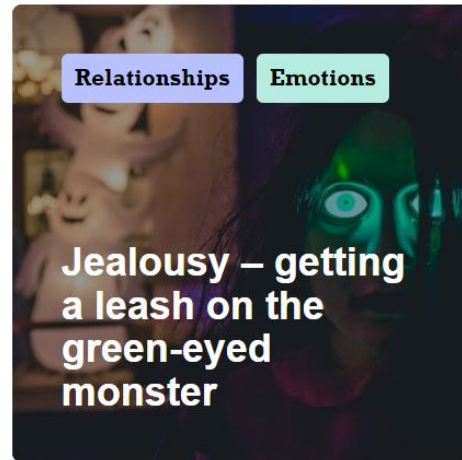 Relationships Emotions
Jealousy – getting
a leash on the
green-eyed
monster